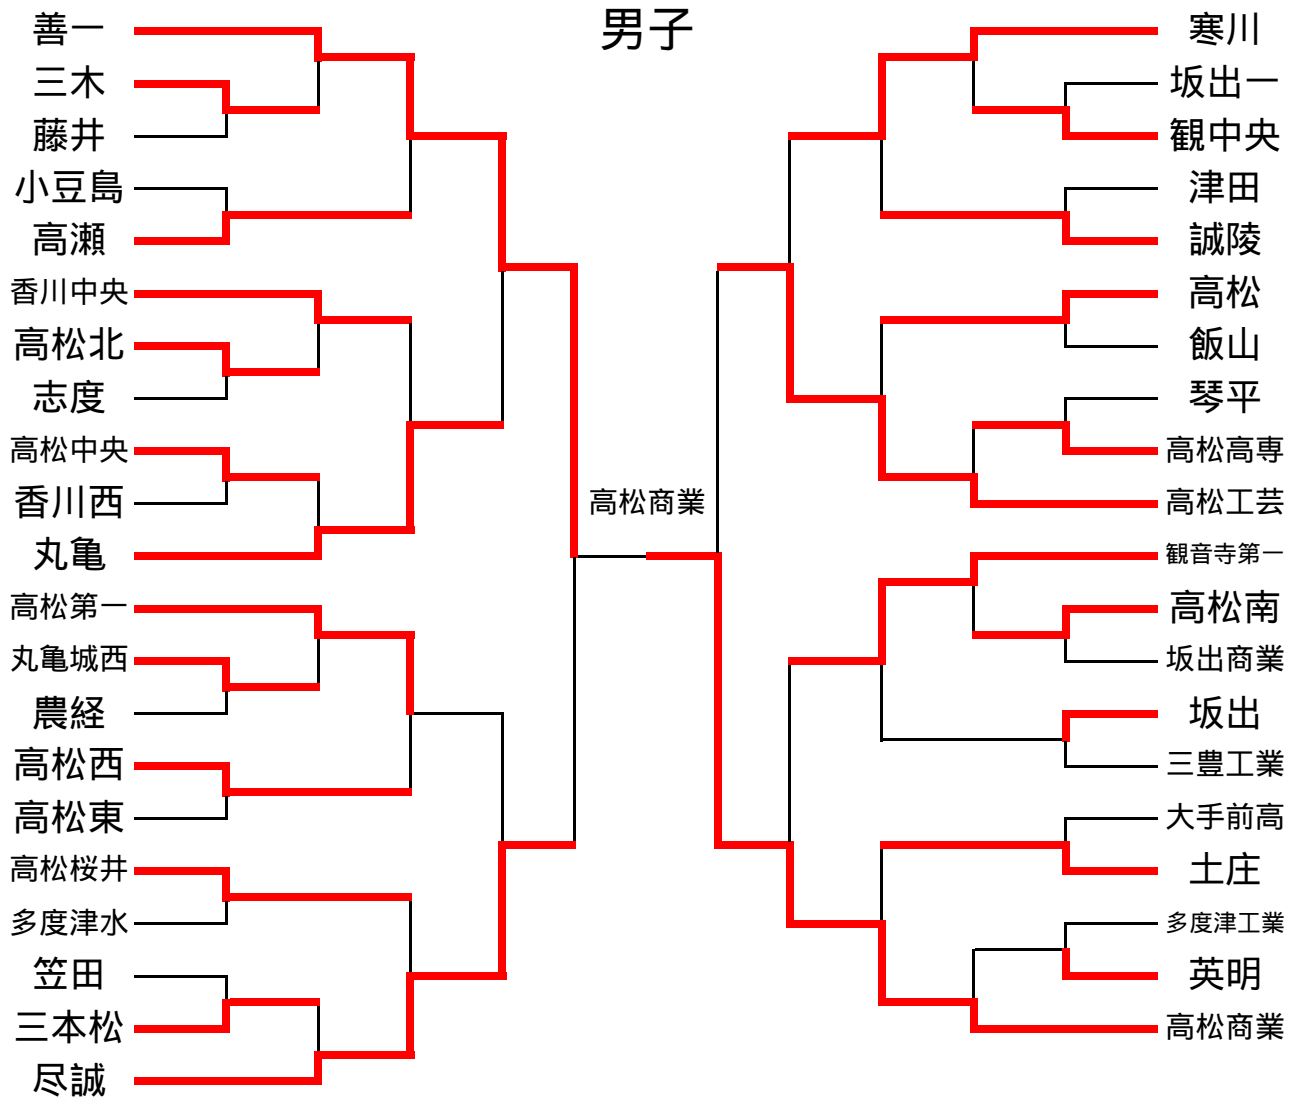 男子
善一
三木
藤井
小豆島
高瀬
香川中央
高松北
志度
高松中央
香川西
丸亀
高松第一
丸亀城西
農経
高松西
高松東
高松桜井
多度津水
笠田
三本松
尽誠
高松商業
寒川
坂出一
観中央
津田
誠陵
高松
飯山
琴平
高松高専
高松工芸
観音寺第一
高松南
坂出商業
坂出
三豊工業
大手前高
土庄
多度津工業
英明
高松商業